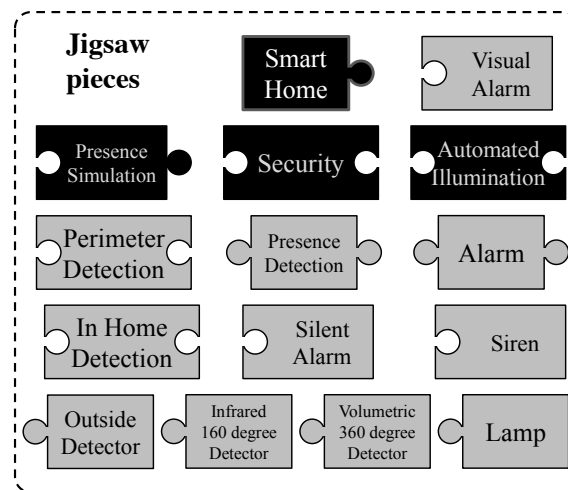 Jigsaw
pieces
Smart
Home
Visual
Alarm
Presence
Simulation
Security
Automated
Illumination
Perimeter
Detection
Presence
Detection
Alarm
In Home
Detection
Silent
Alarm
Siren
Outside
Detector
Infrared
160 degree
Detector
Volumetric
360 degree
Detector
Lamp